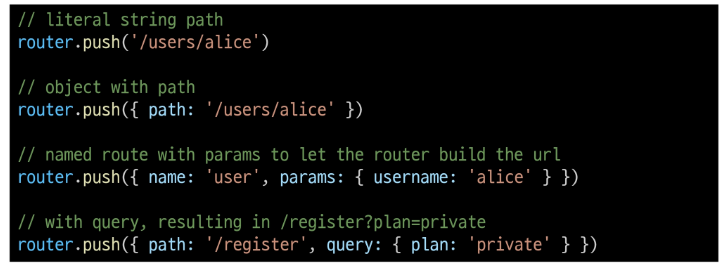 // literal string path
router.push('/users/alice')
// object with path
router.push({ path: '/users/alice' })
// named route with params to let the router build the url
router.push({ name: 'user', params: { username: 'alice' } })
// with query, resulting in /register?plan=private
router.push({ path: '/register', query: { plan: 'private' } })